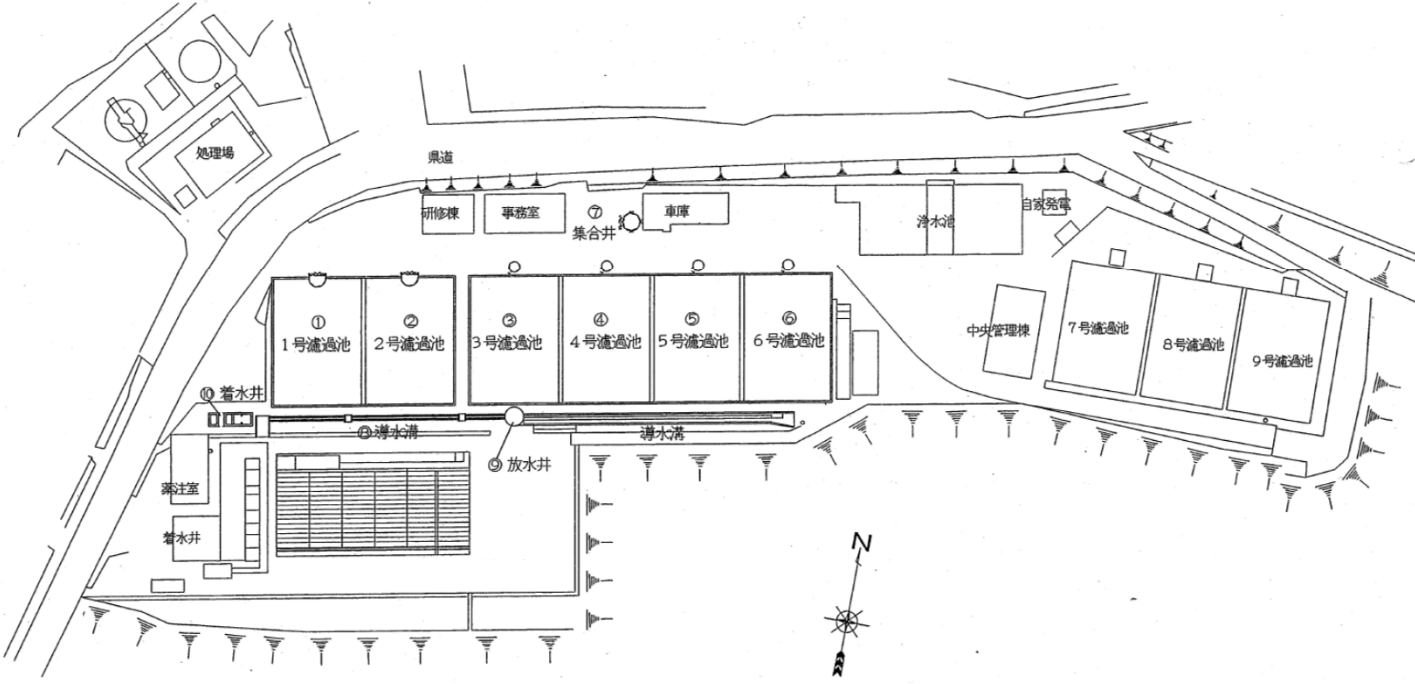 処理場
県道
研修棟
事務室
⑦
集合井
車庫
浄水池
自家発電
①
1号濾過池
②
2号濾過池
③
3号濾過池
④
4号濾過池
⑤
5号濾過池
⑥
6号濾過池
中央管理棟
7号濾過池
8号濾過池
9号濾過池
⑩ 着水井
⑧ 導水溝
導水溝
⑨ 放水井
薬注室
着水井
N